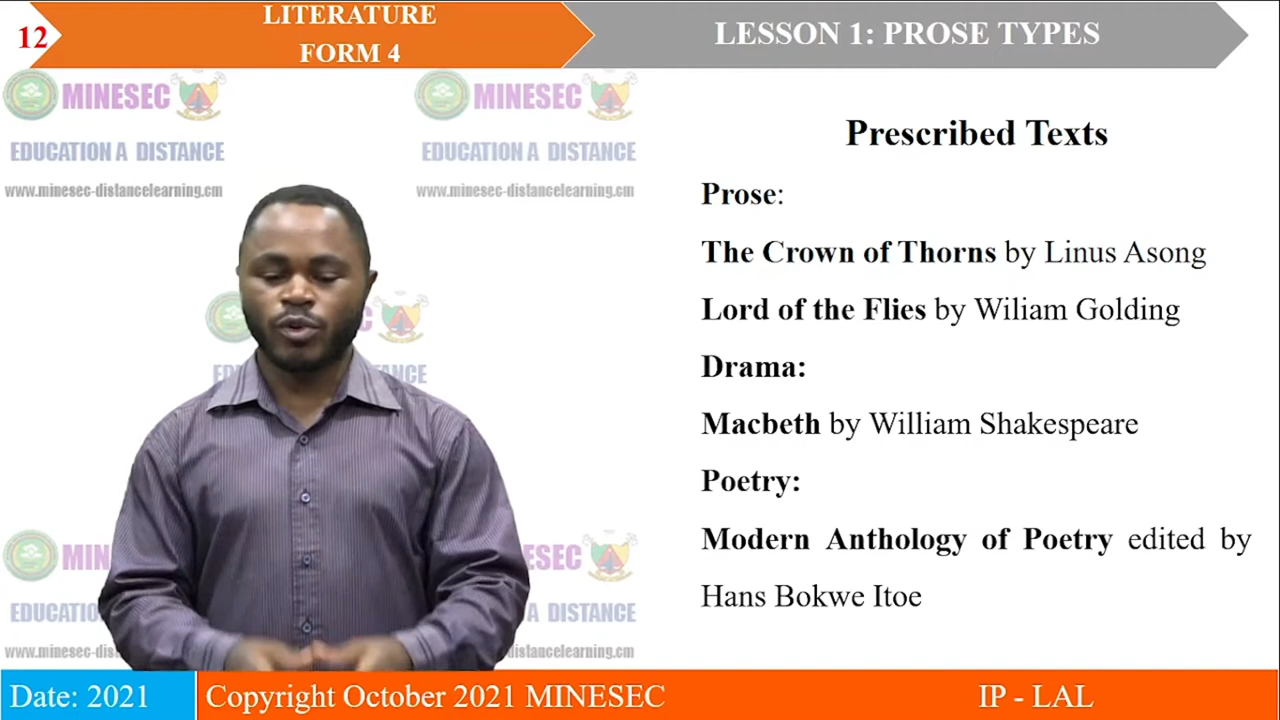 12
LITERATURE
FORM 4
LESSON 1: PROSE TYPES
MINESEC
EDUCATION A DISTANCE
www.minesec-distancelearning.cm
MINESEC
EDUCATION A DISTANCE
www.minesec-distancelearning.cm
Prescribed Texts
Prose:
The Crown of Thorns by Linus Asong
Lord of the Flies by Wiliam Golding
Drama:
Macbeth by William Shakespeare
Poetry:
Modern Anthology of Poetry edited by
Hans Bokwe Itoe
Date: 2021
Copyright October 2021 MINESEC
IP - LAL